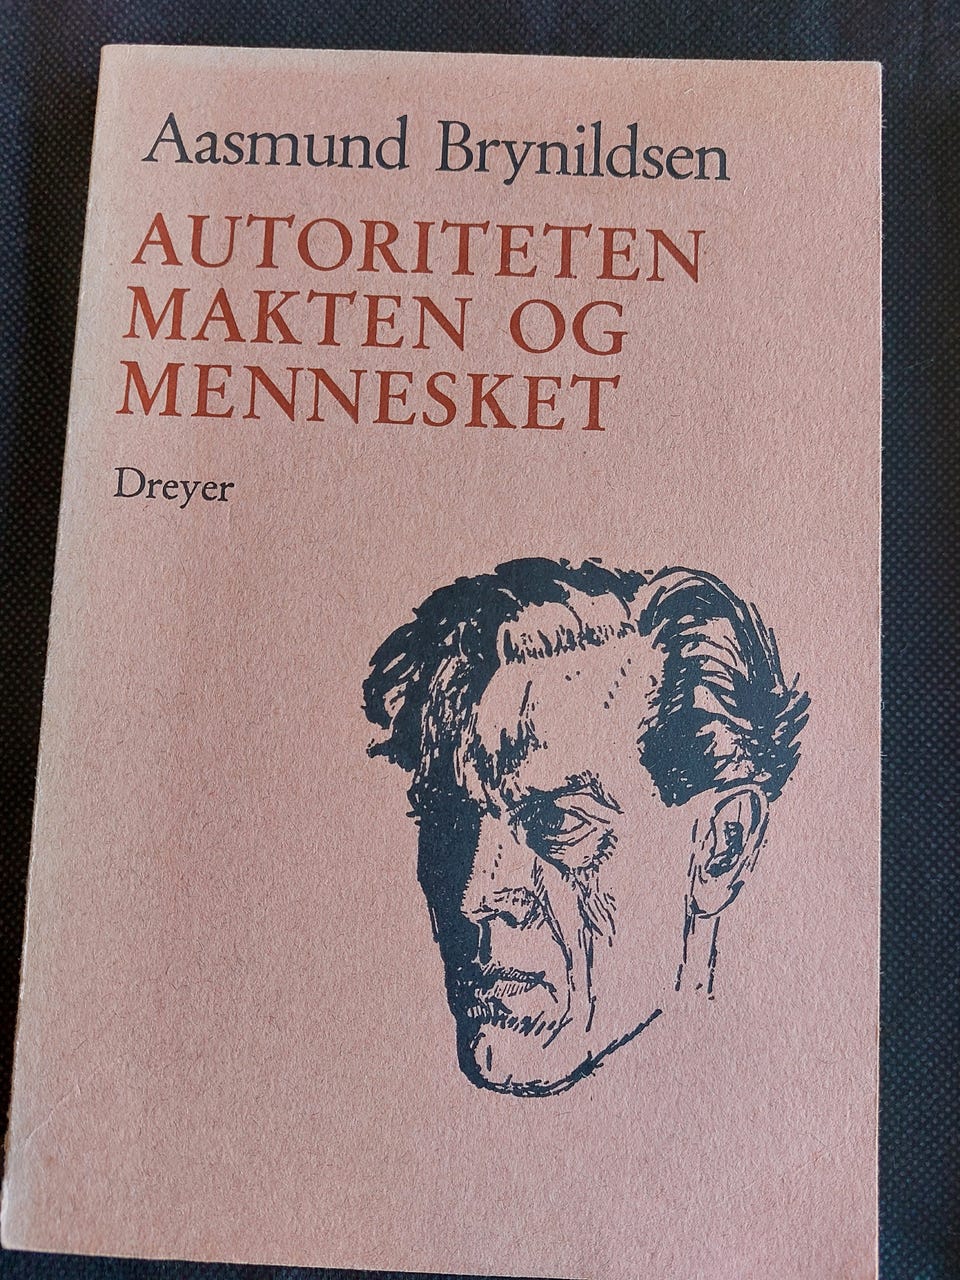 Aasmund Brynildsen
AUTORITETEN
MAKTEN OG
MENNESKET
Dreyer